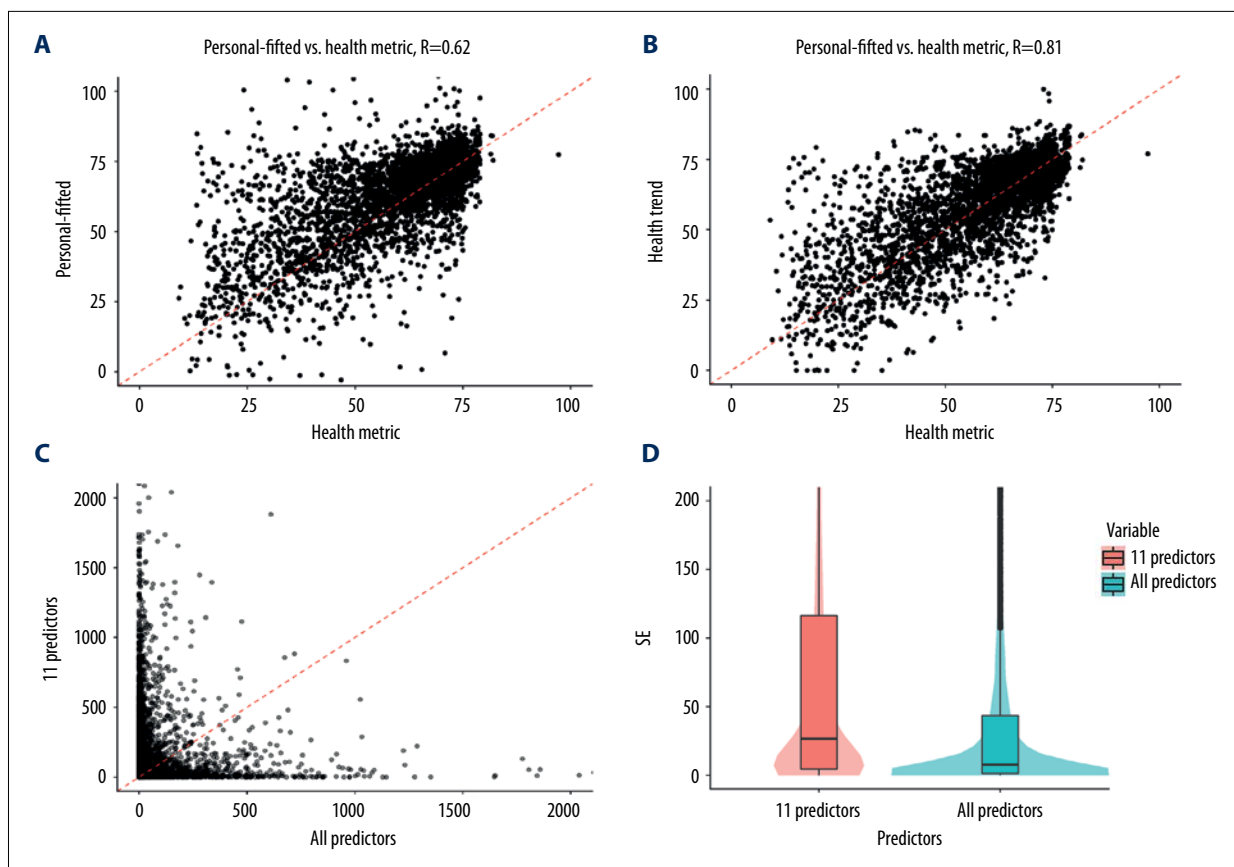 A
Personal-fifted vs. health metric, R=0.62
100
75
50
25
0
Personal-fifted
0
25
50
75
100
Health metric
B
Personal-fifted vs. health metric, R=0.81
100
75
50
25
0
Health trend
0
25
50
75
100
Health metric
C
2000
1500
1000
500
0
11 predictors
0
500
1000
1500
2000
All predictors
D
200
150
100
50
0
SE
11 predictors
All predictors
Predictors
Variable
11 predictors
All predictors